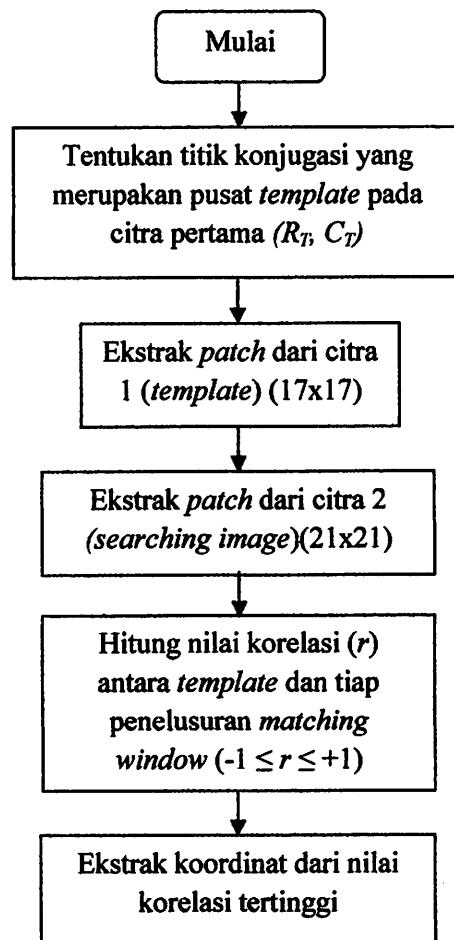 Mulai
Tentukan titik konjugasi yang
merupakan pusat template pada
citra pertama (R_T, C_T)
Ekstrak patch dari citra
1 (template) (17x17)
Ekstrak patch dari citra 2
(searching image)(21x21)
Hitung nilai korelasi (r)
antara template dan tiap
penelusuran matching
window (-1 ≤ r ≤ +1)
Ekstrak koordinat dari nilai
korelasi tertinggi